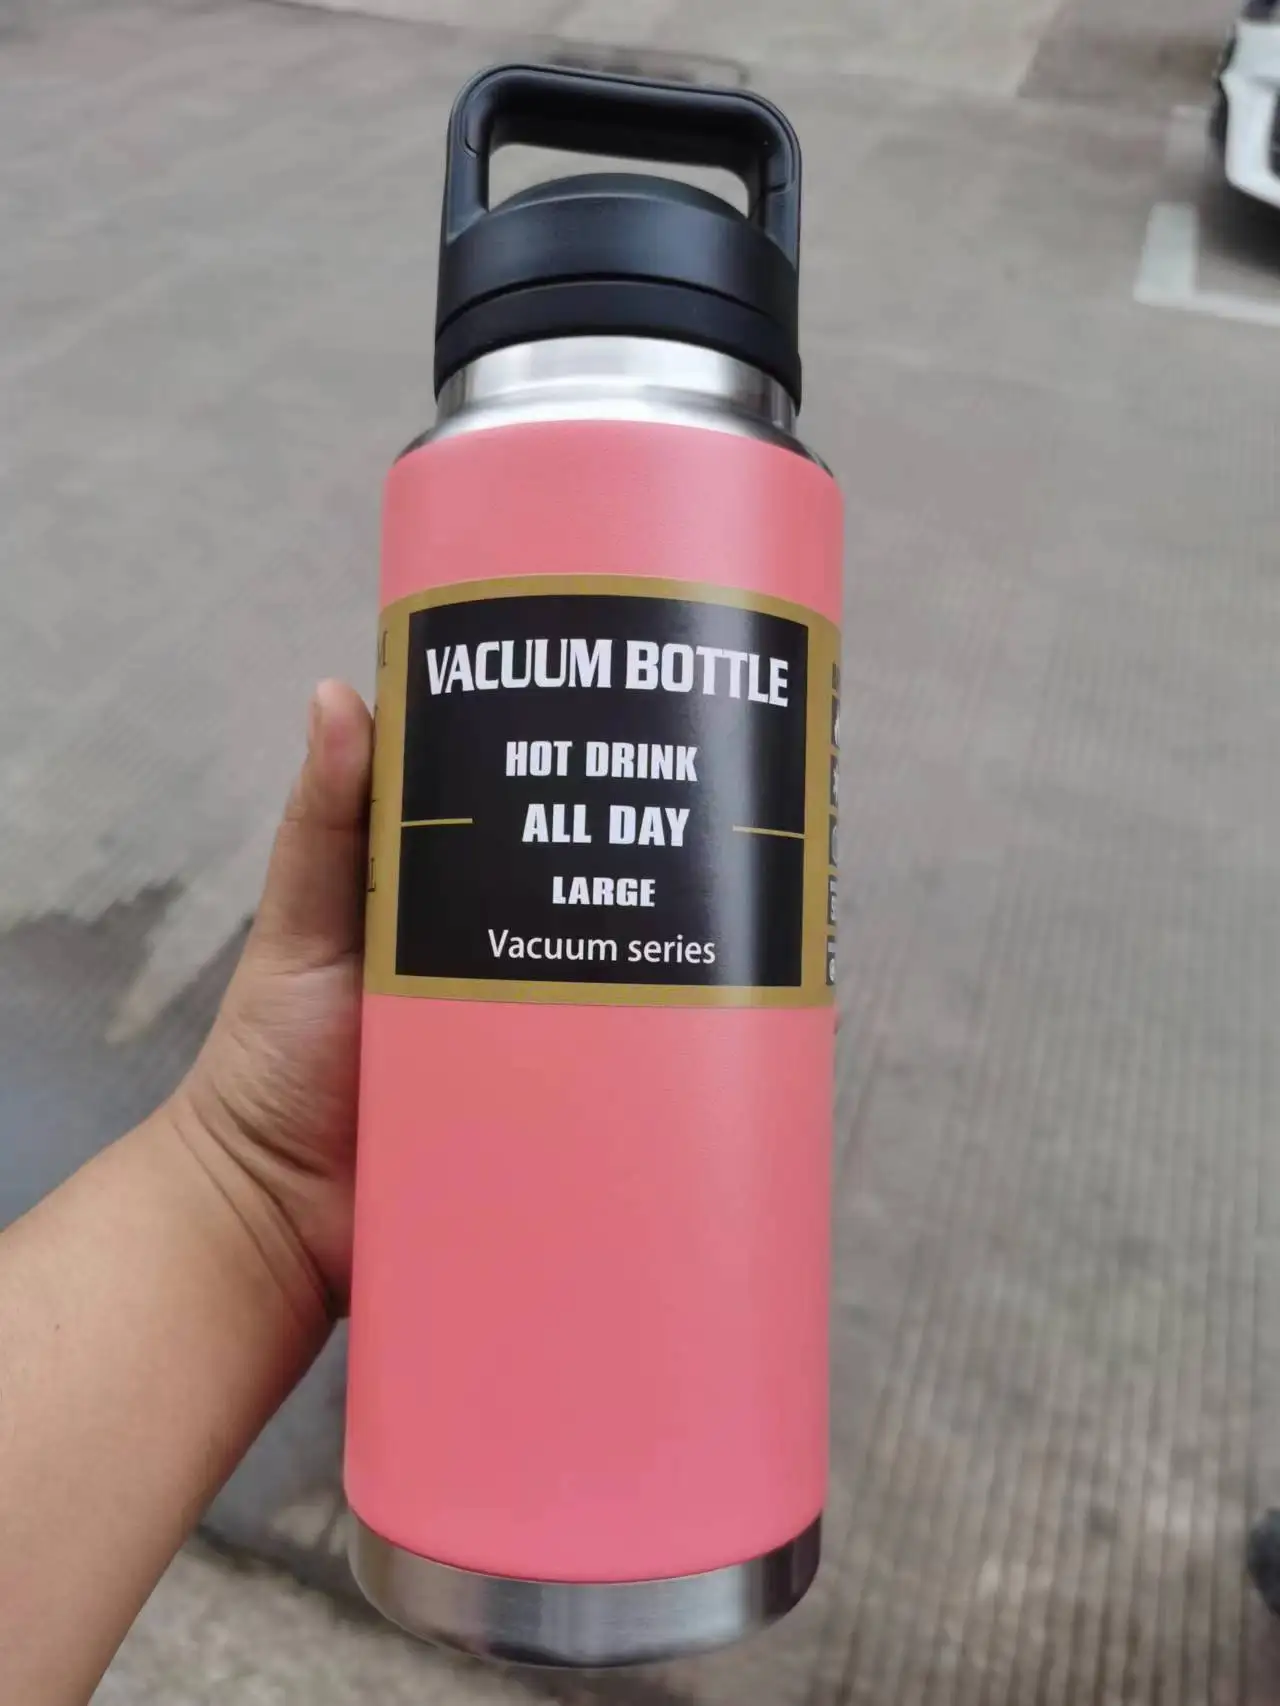 VACUUM BOTTLE
HOT DRINK
ALL DAY
LARGE
Vacuum series